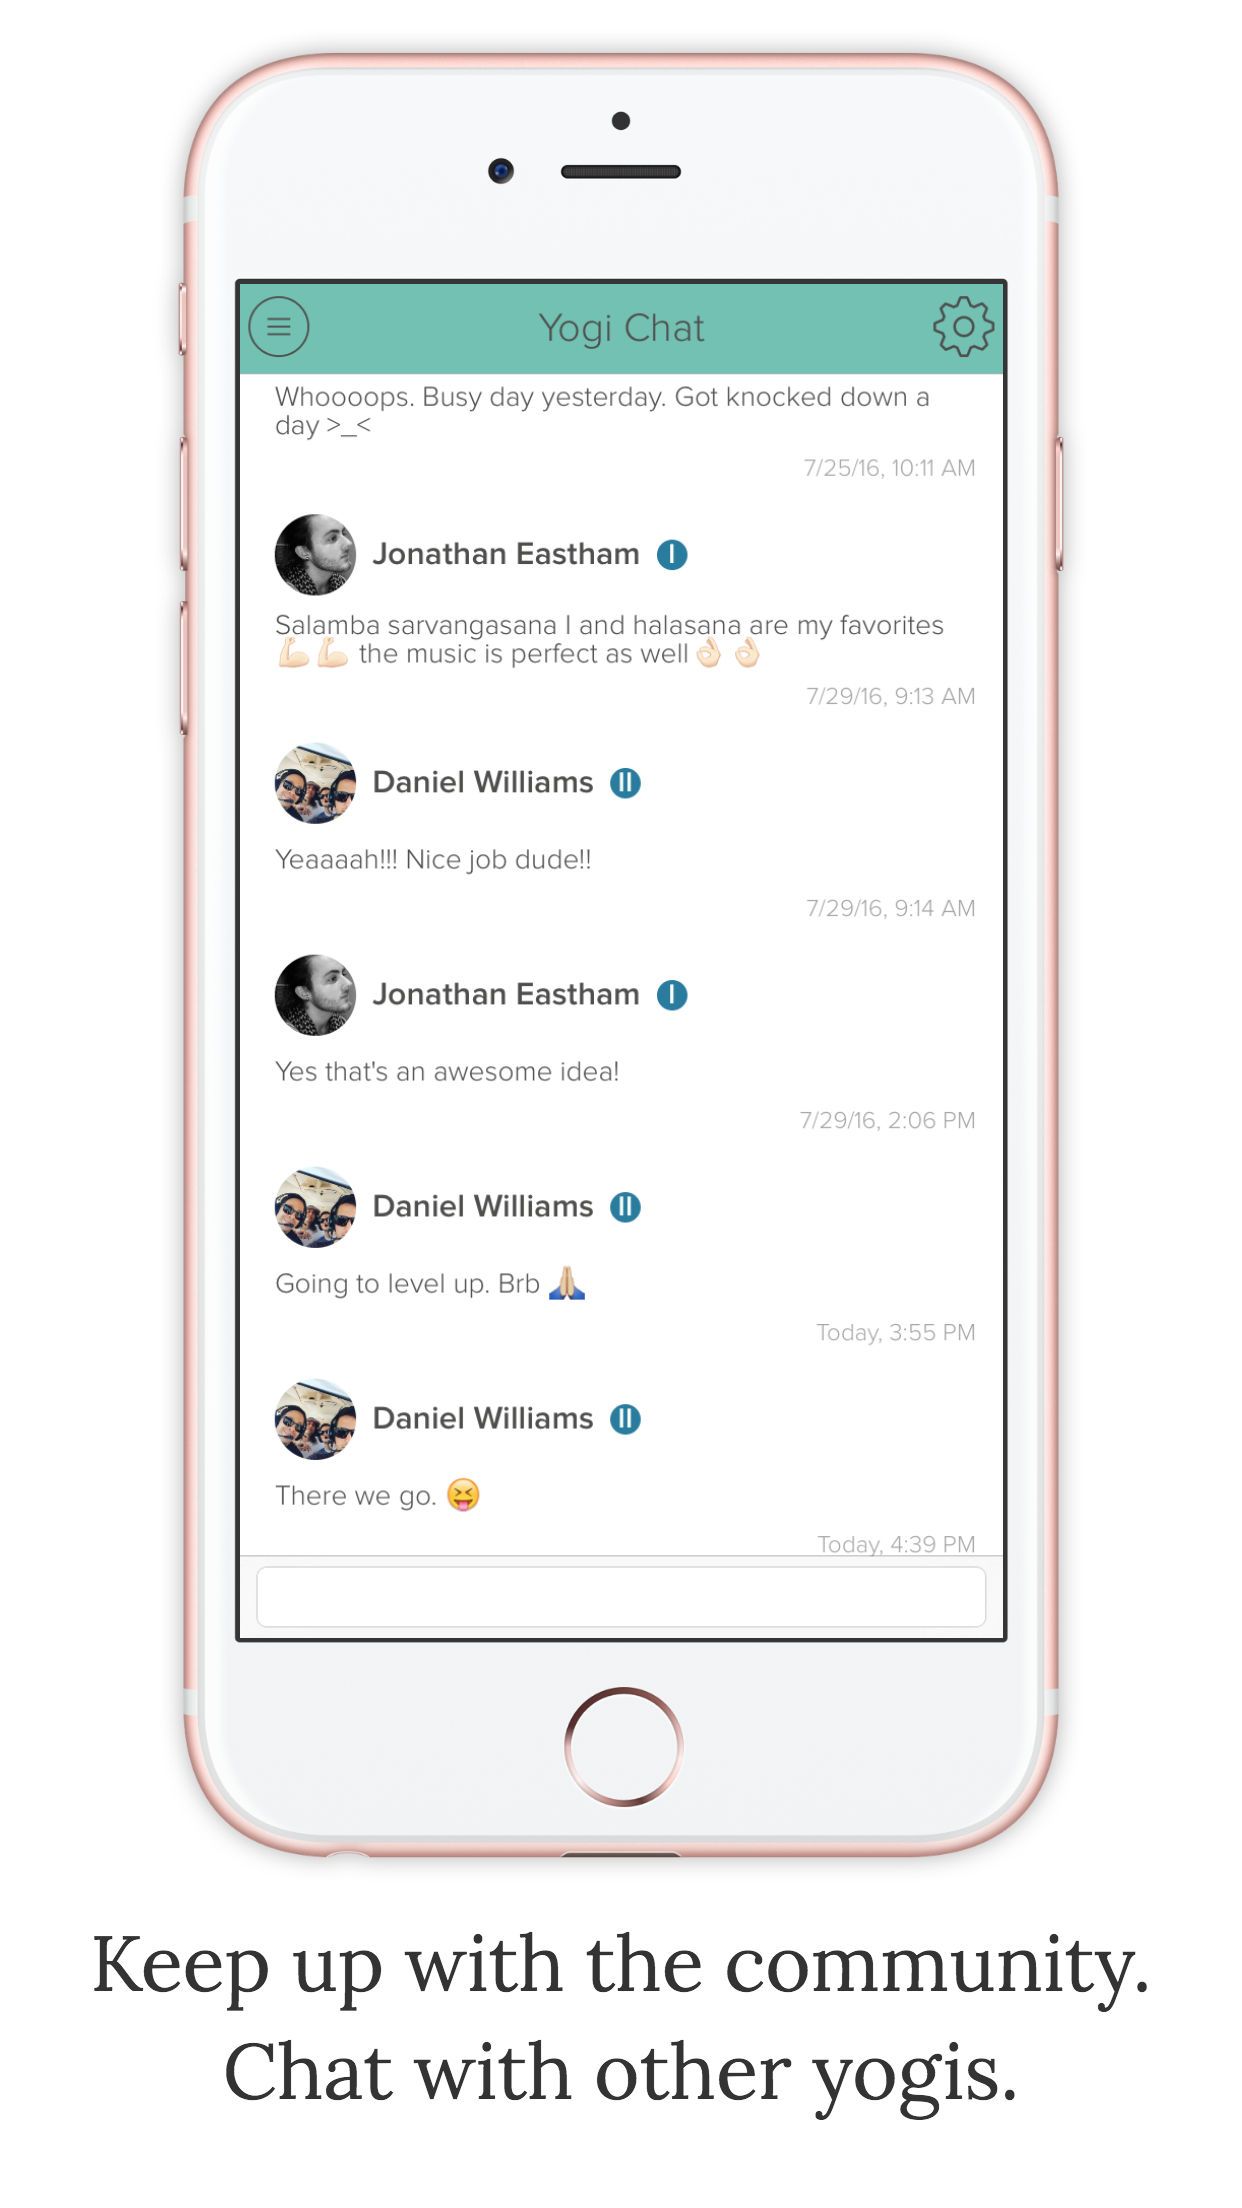 Yogi Chat
Whoooops. Busy day yesterday. Got knocked down a
day >_<
7/25/16, 10:11 AM
Jonathan Eastham I
Salamba sarvangasana I and halasana are my favorites
💪🏻 💪🏻 the music is perfect as well 👌🏻 👌🏻
7/29/16, 9:13 AM
Daniel Williams II
Yeaaaah!!! Nice job dude!!
7/29/16, 9:14 AM
Jonathan Eastham I
Yes that's an awesome idea!
7/29/16, 2:06 PM
Daniel Williams II
Going to level up. Brb 🙏🏼
Today, 3:55 PM
Daniel Williams II
There we go. 😝
Today, 4:39 PM
Keep up with the community.
Chat with other yogis.